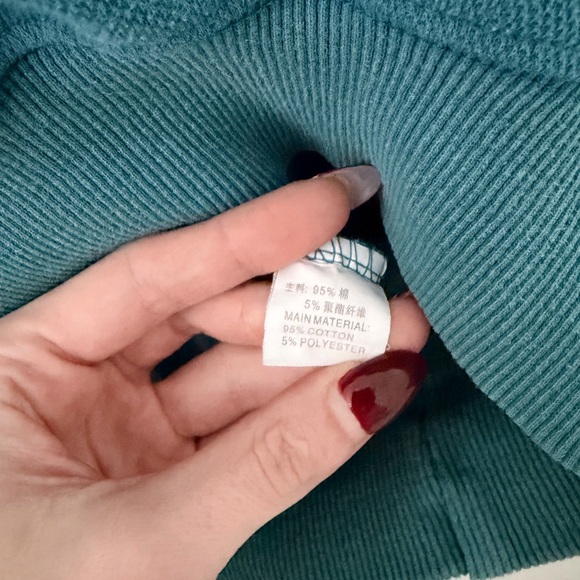 主料: 95% 棉
5% 聚酯纤维
MAIN MATERIAL:
95% COTTON
5% POLYESTER